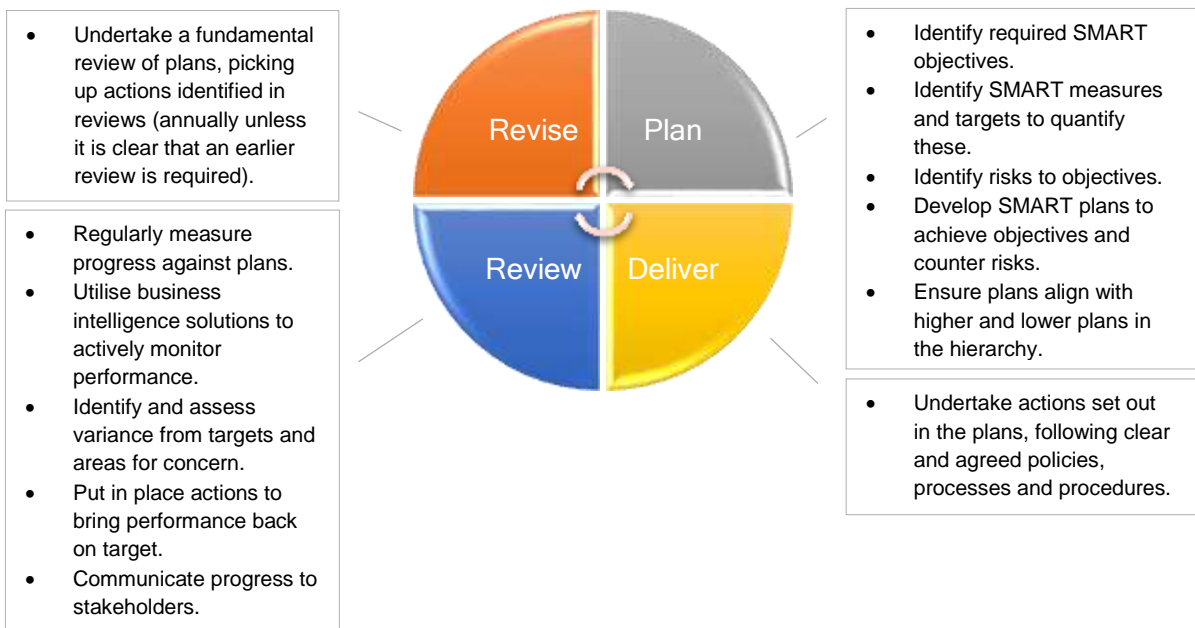 • Undertake a fundamental
review of plans, picking
up actions identified in
reviews (annually unless
it is clear that an earlier
review is required).
• Regularly measure
progress against plans.
• Utilise business
intelligence solutions to
actively monitor
performance.
• Identify and assess
variance from targets and
areas for concern.
• Put in place actions to
bring performance back
on target.
• Communicate progress to
stakeholders.
Revise
Plan
Review
Deliver
• Identify required SMART
objectives.
• Identify SMART measures
and targets to quantify
these.
• Identify risks to objectives.
• Develop SMART plans to
achieve objectives and
counter risks.
• Ensure plans align with
higher and lower plans in
the hierarchy.
• Undertake actions set out
in the plans, following clear
and agreed policies,
processes and procedures.